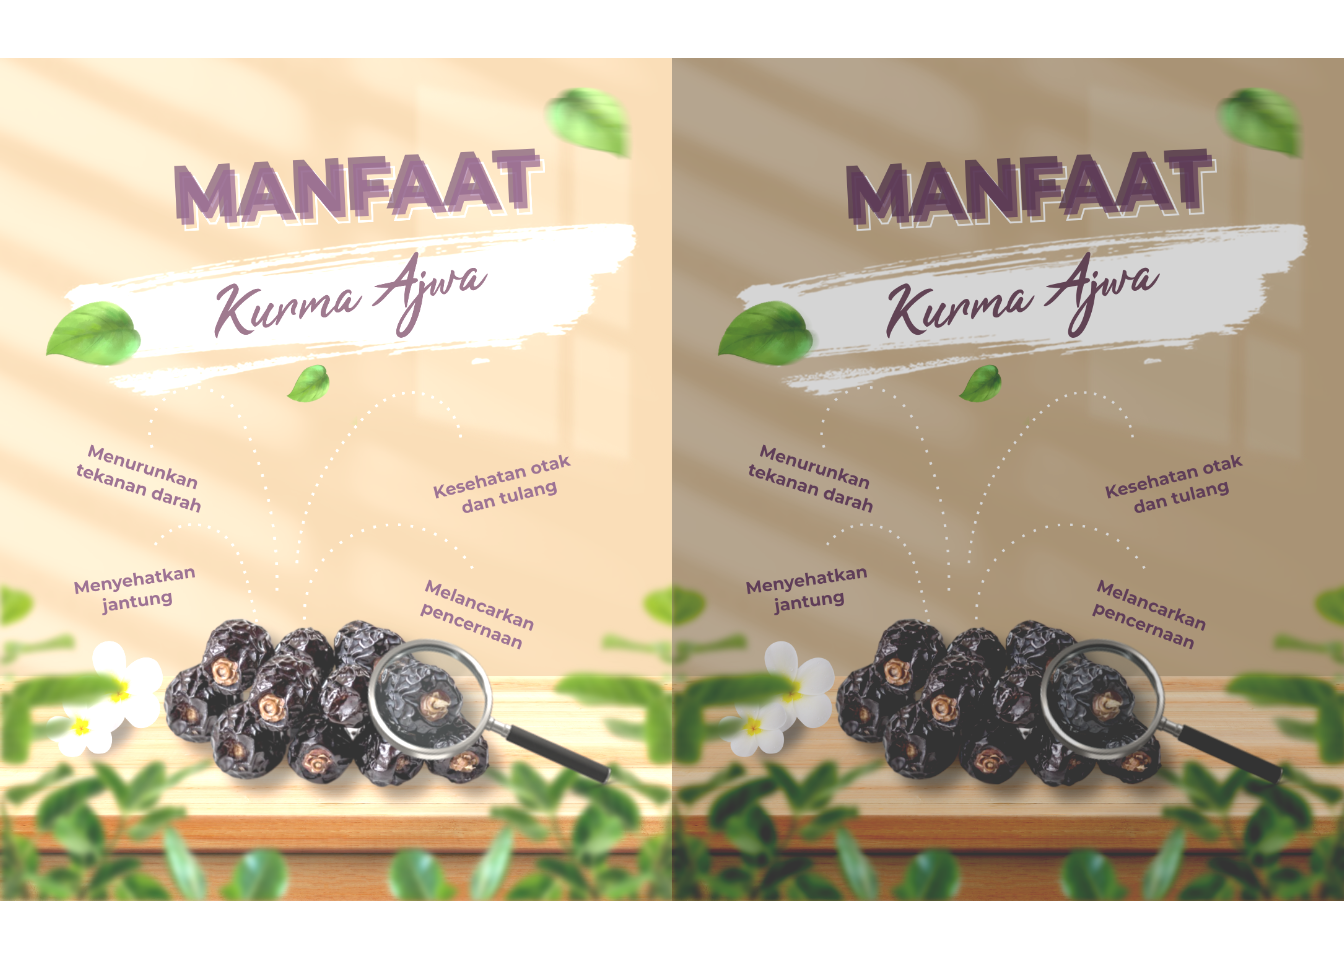 MANFAAT
Kurma Ajwa
Menurunkan
tekanan darah
Kesehatan otak
dan tulang
Menyehatkan
jantung
Melancarkan
pencernaan
MANFAAT
Kurma Ajwa
Menurunkan
tekanan darah
Kesehatan otak
dan tulang
Menyehatkan
jantung
Melancarkan
pencernaan